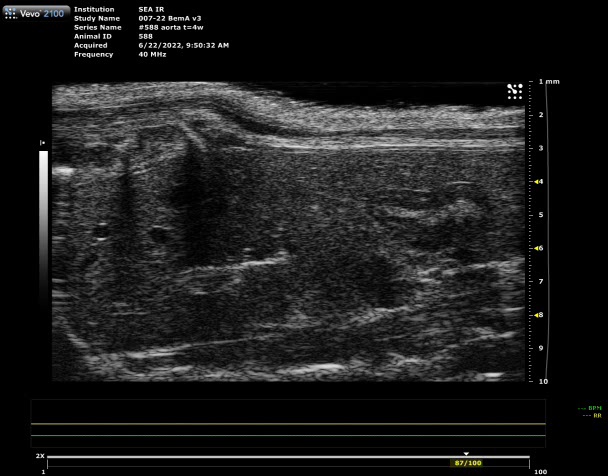 Vevo 2100
Institution SEA IR
Study Name 007-22 BemA v3
Series Name #588 aorta t=4w
Animal ID 588
Acquired 6/22/2022, 9:50:32 AM
Frequency 40 MHz
1 mm
2
3
4
5
6
7
8
9
10
--- BPM
--- RR
2X
87/100
1
100